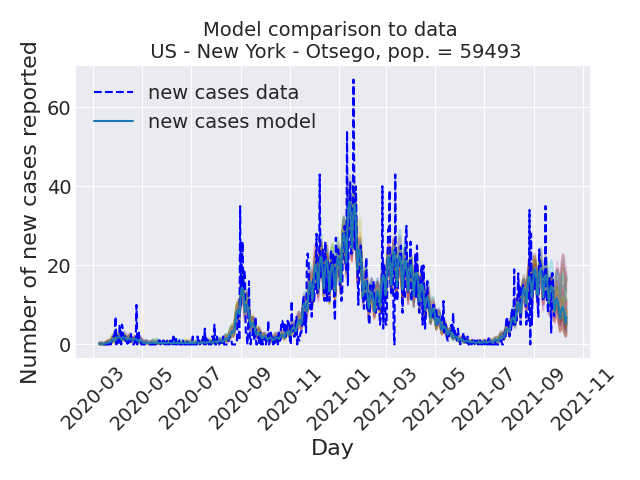 Model comparison to data
US - New York - Otsego, pop. = 59493
Number of new cases reported
60
40
20
0
new cases data
new cases model
2020-03
2020-05
2020-07
2020-09
2020-11
2021-01
2021-03
2021-05
2021-07
2021-09
2021-11
Day